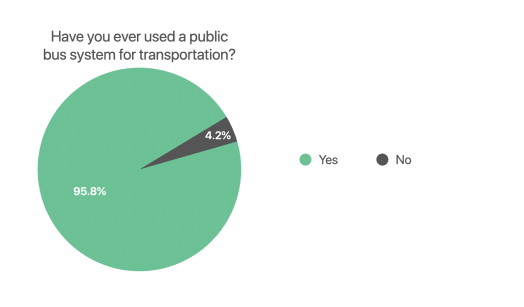 Have you ever used a public
bus system for transportation?
4.2%
95.8%
Yes
No